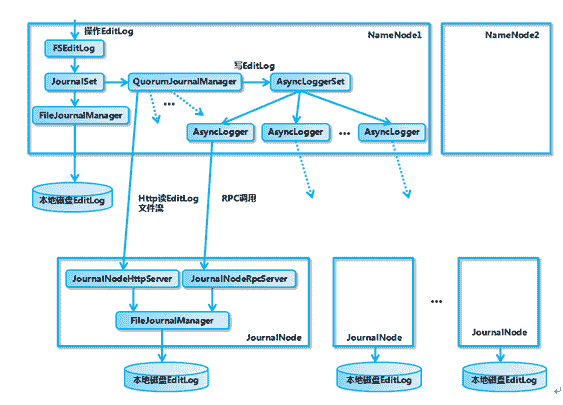 操作EditLog
NameNode1
NameNode2
FSEditLog
写EditLog
JournalSet
QuorumJournalManager
AsyncLoggerSet
...
FileJournalManager
AsyncLogger
AsyncLogger
...
AsyncLogger
本地磁盘EditLog
Http读EditLog
文件流
RPC调用
JournalNodeHttpServer
JournalNodeRpcServer
...
FileJournalManager
JournalNode
JournalNode
JournalNode
本地磁盘EditLog
本地磁盘EditLog
本地磁盘EditLog